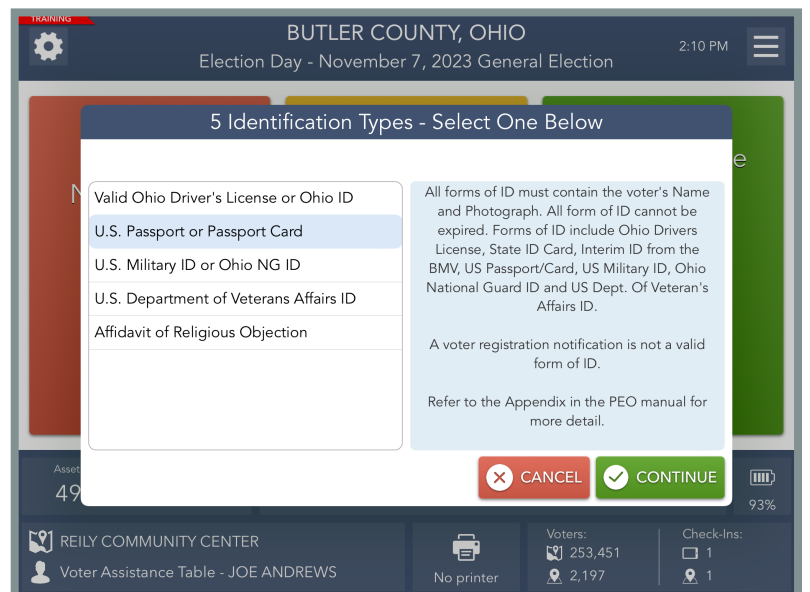 TRAINING
BUTLER COUNTY, OHIO
Election Day - November 7, 2023 General Election
2:10 PM
5 Identification Types - Select One Below
Valid Ohio Driver's License or Ohio ID
U.S. Passport or Passport Card
U.S. Military ID or Ohio NG ID
U.S. Department of Veterans Affairs ID
Affidavit of Religious Objection
All forms of ID must contain the voter's Name
and Photograph. All form of ID cannot be
expired. Forms of ID include Ohio Drivers
License, State ID Card, Interim ID from the
BMV, US Passport/Card, US Military ID, Ohio
National Guard ID and US Dept. Of Veteran's
Affairs ID.
A voter registration notification is not a valid
form of ID.
Refer to the Appendix in the PEO manual for
more detail.
CANCEL
CONTINUE
Asset
49
93%
REILY COMMUNITY CENTER
Voter Assistance Table - JOE ANDREWS
No printer
Voters:
253,451
2,197
Check-Ins:
1
1